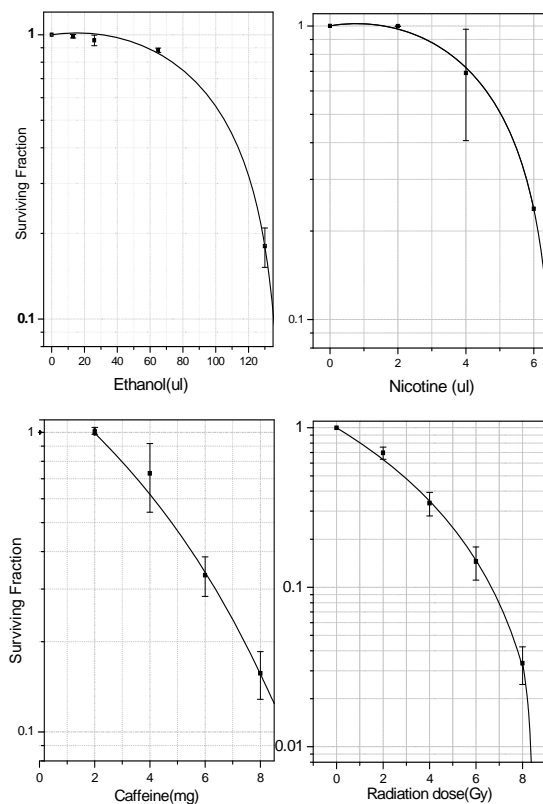 1
0.1
Surviving Fraction
0 20 40 60 80 100 120
Ethanol(ul)
1
0.1
0 2 4 6
Nicotine (ul)
1
0.1
Surviving Fraction
0 2 4 6 8
Caffeine(mg)
1
0.1
0.01
0 2 4 6 8
Radiation dose(Gy)